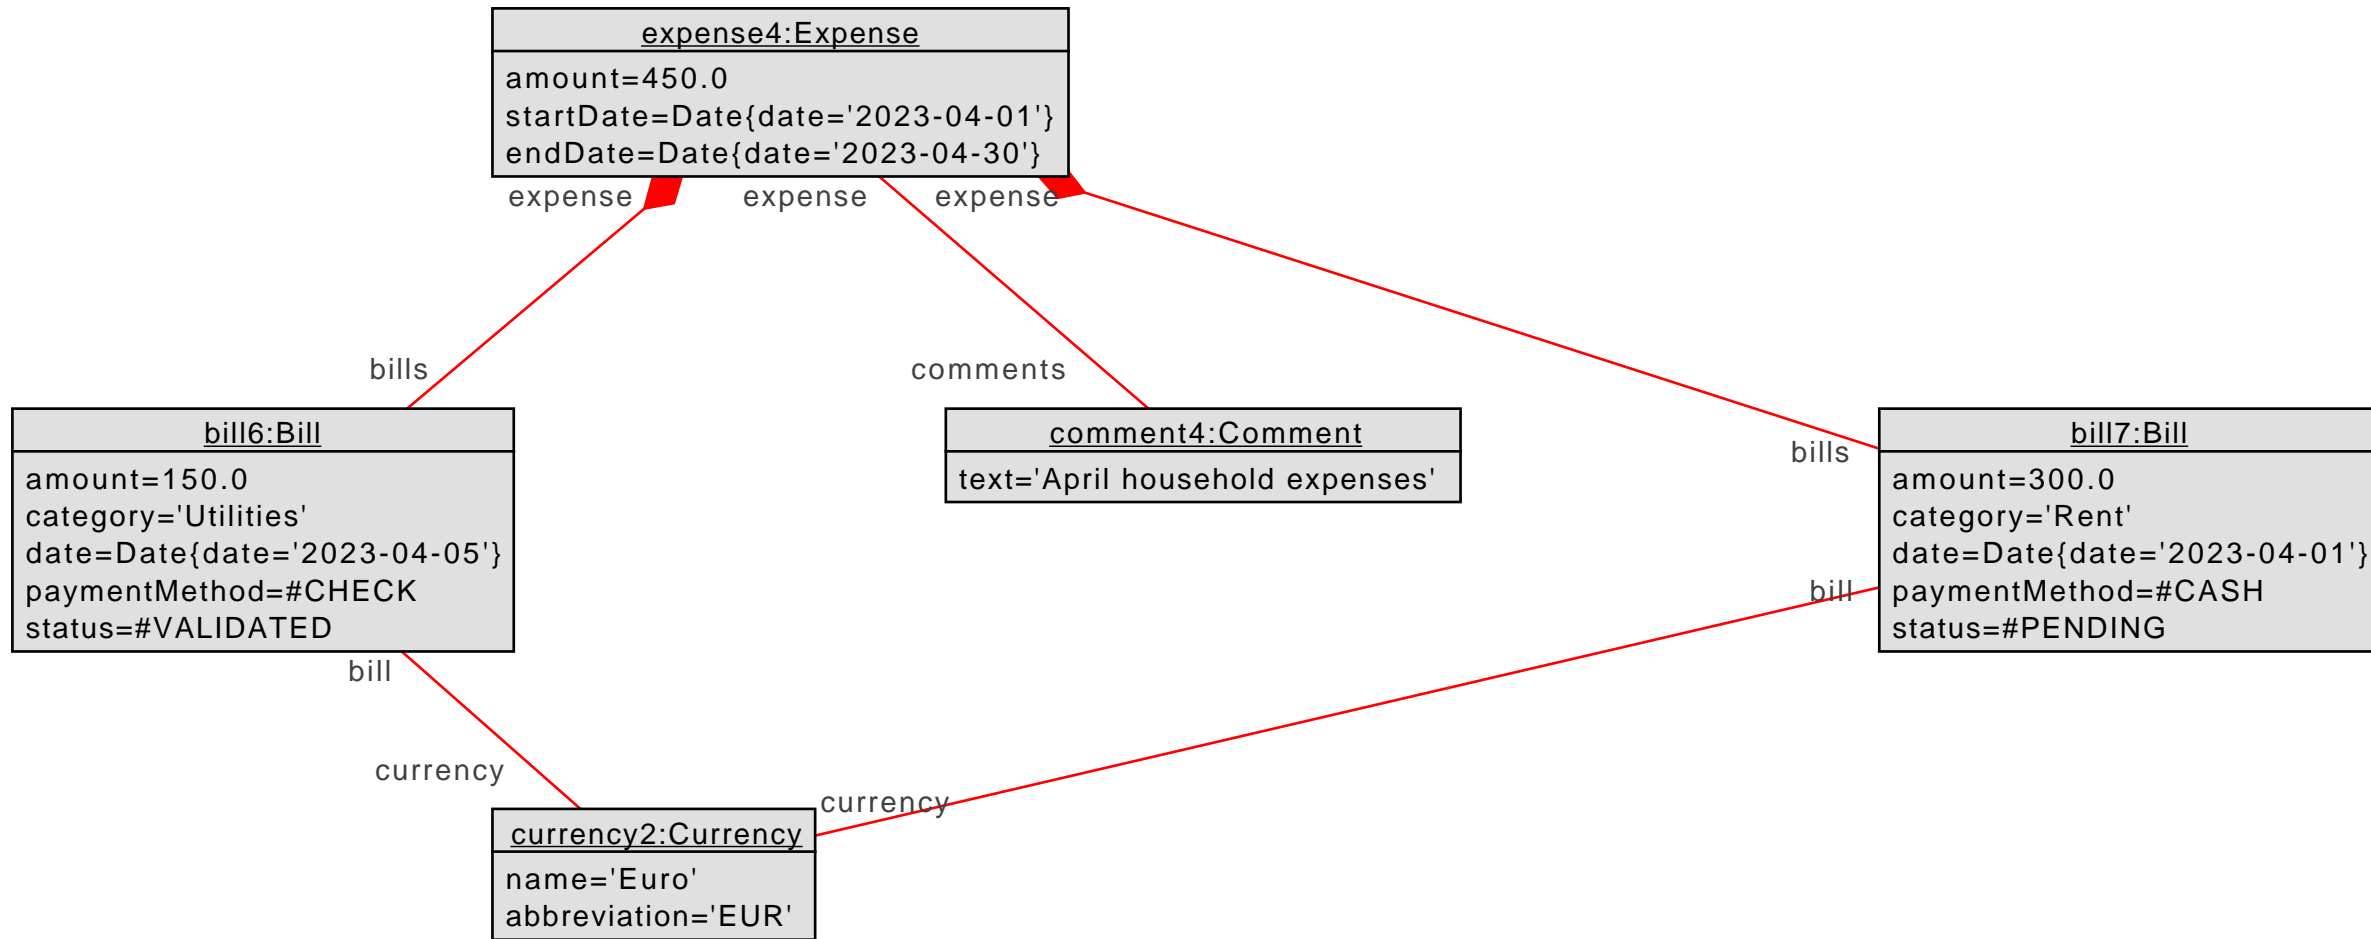 expense4:Expense
amount=450.0
startDate=Date{date='2023-04-01'}
endDate=Date{date='2023-04-30'}
expense
expense
expense
bills
comments
bills
bill6:Bill
amount=150.0
category='Utilities'
date=Date{date='2023-04-05'}
paymentMethod=#CHECK
status=#VALIDATED
comment4:Comment
text='April household expenses'
bill7:Bill
amount=300.0
category='Rent'
date=Date{date='2023-04-01'}
paymentMethod=#CASH
status=#PENDING
bill
bill
currency
currency
currency2:Currency
name='Euro'
abbreviation='EUR'